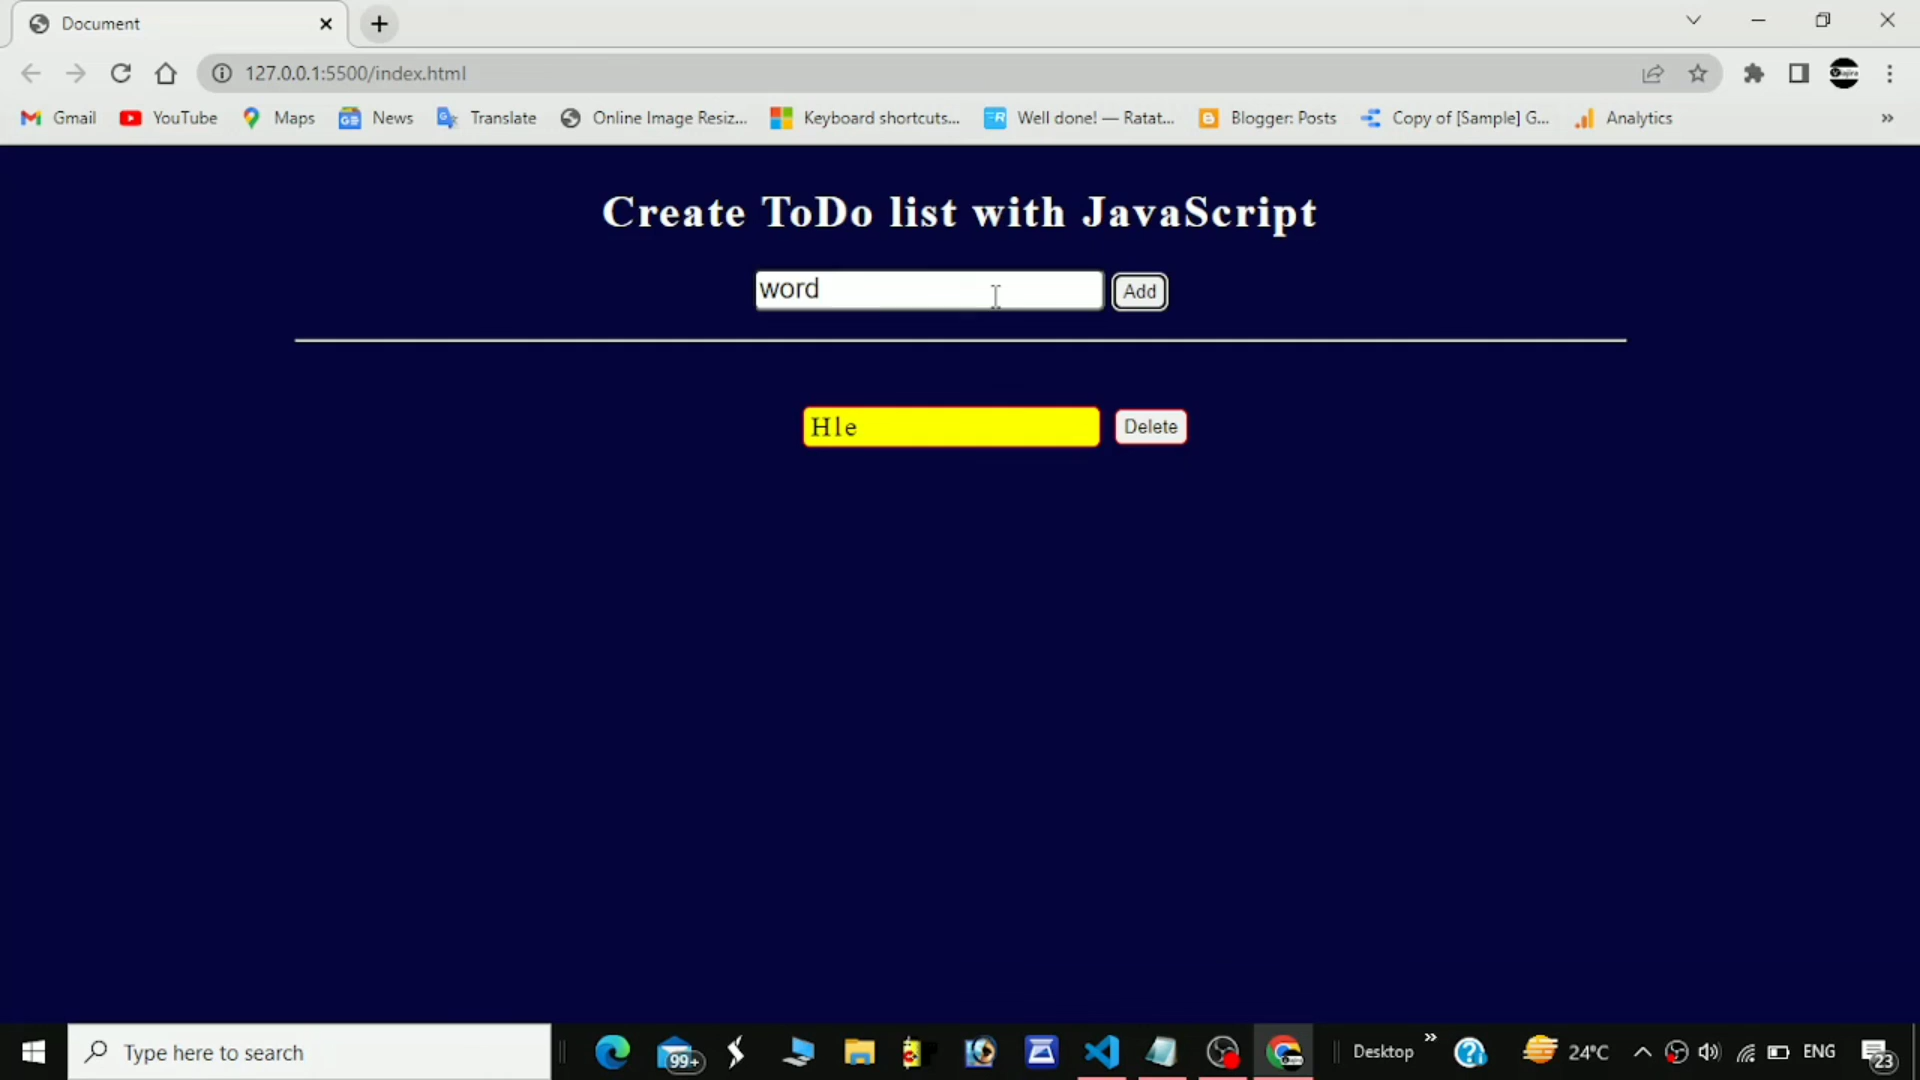 Document
127.0.0.1:5500/index.html
Gmail YouTube Maps News Translate Online Image Resiz... Keyboard shortcuts... Well done! — Ratat... Blogger: Posts Copy of [Sample] G... Analytics »
Create ToDo list with JavaScript
word Add
Hle Delete
Type here to search 99+ Desktop » 24°C ENG 23